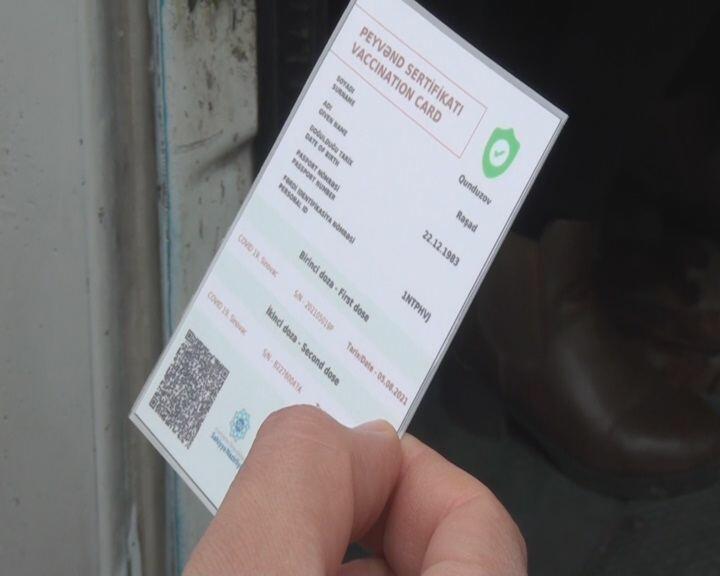 PEYVƏND SERTİFİKATI
VACCINATION CARD
SOYADI
SURNAME
Qunduzov
ADI
GIVEN NAME
Rəşad
DOĞULDUĞU TARİX
DATE OF BIRTH
22.12.1983
PASPORT NÖMRƏSİ
PASSPORT NUMBER
FƏRDİ İDENTİFİKASİYA NÖMRƏSİ
PERSONAL ID
1NTPHVJ
Birinci doza - First dose
COVID 19, Sinovac
S/N - 202105019P
Tarix/Date - 05.08.2021
İkinci doza - Second dose
COVID 19, Sinovac